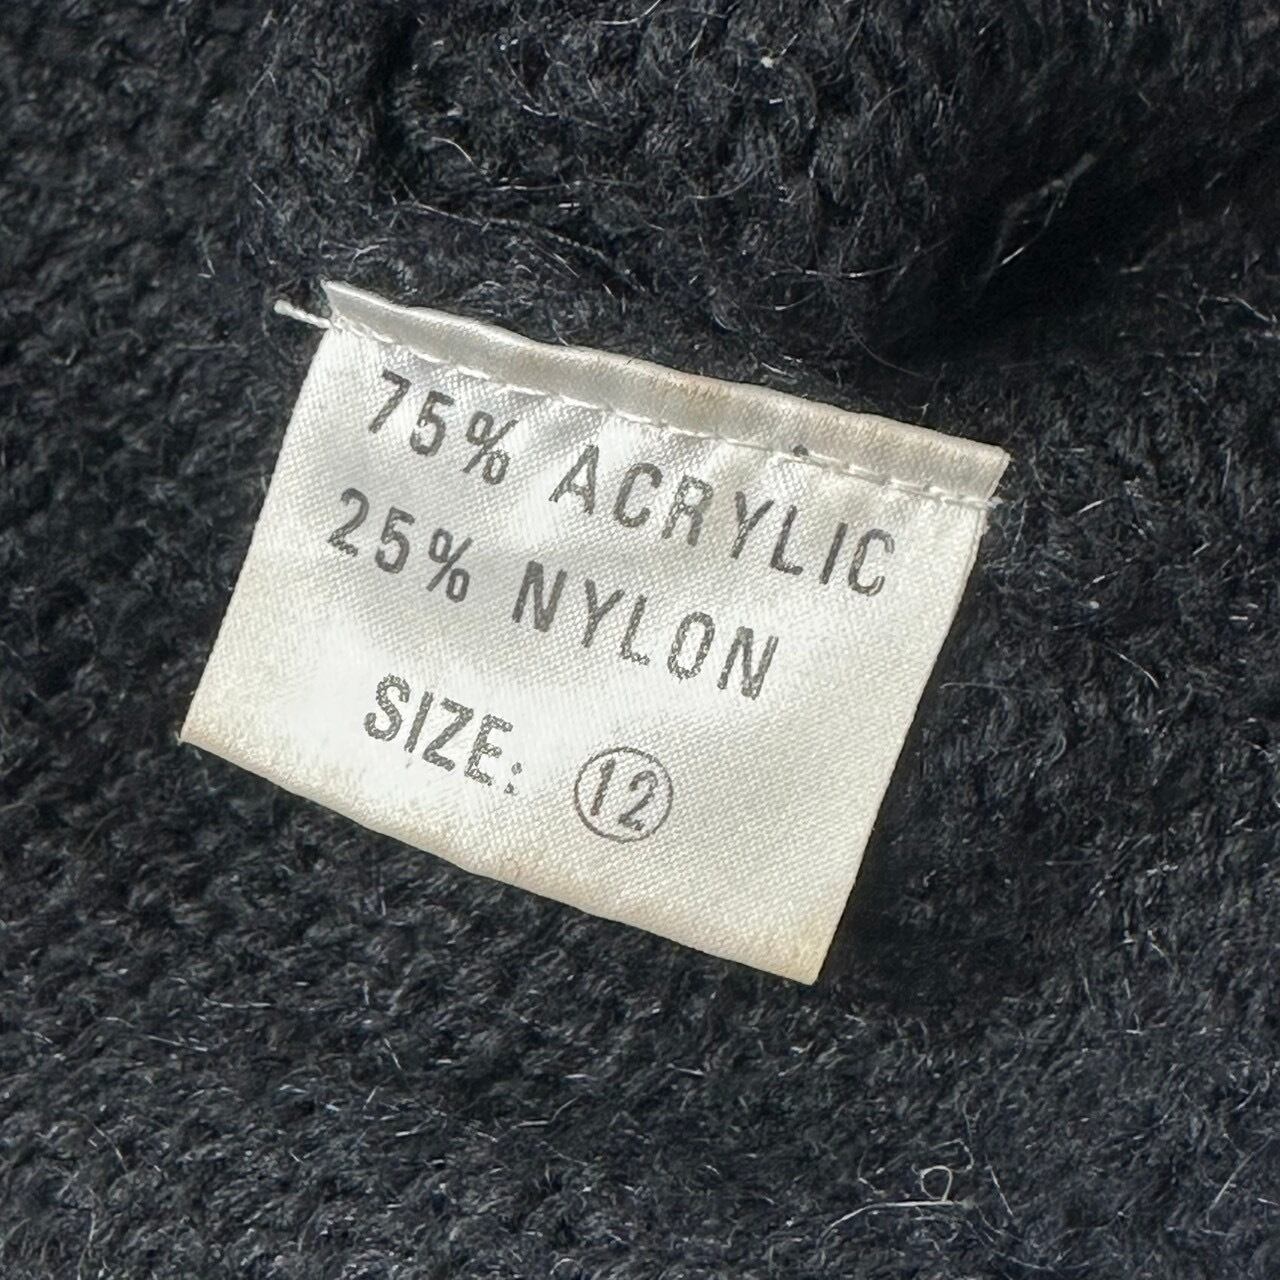 75% ACRYLIC
25% NYLON
SIZE: 12